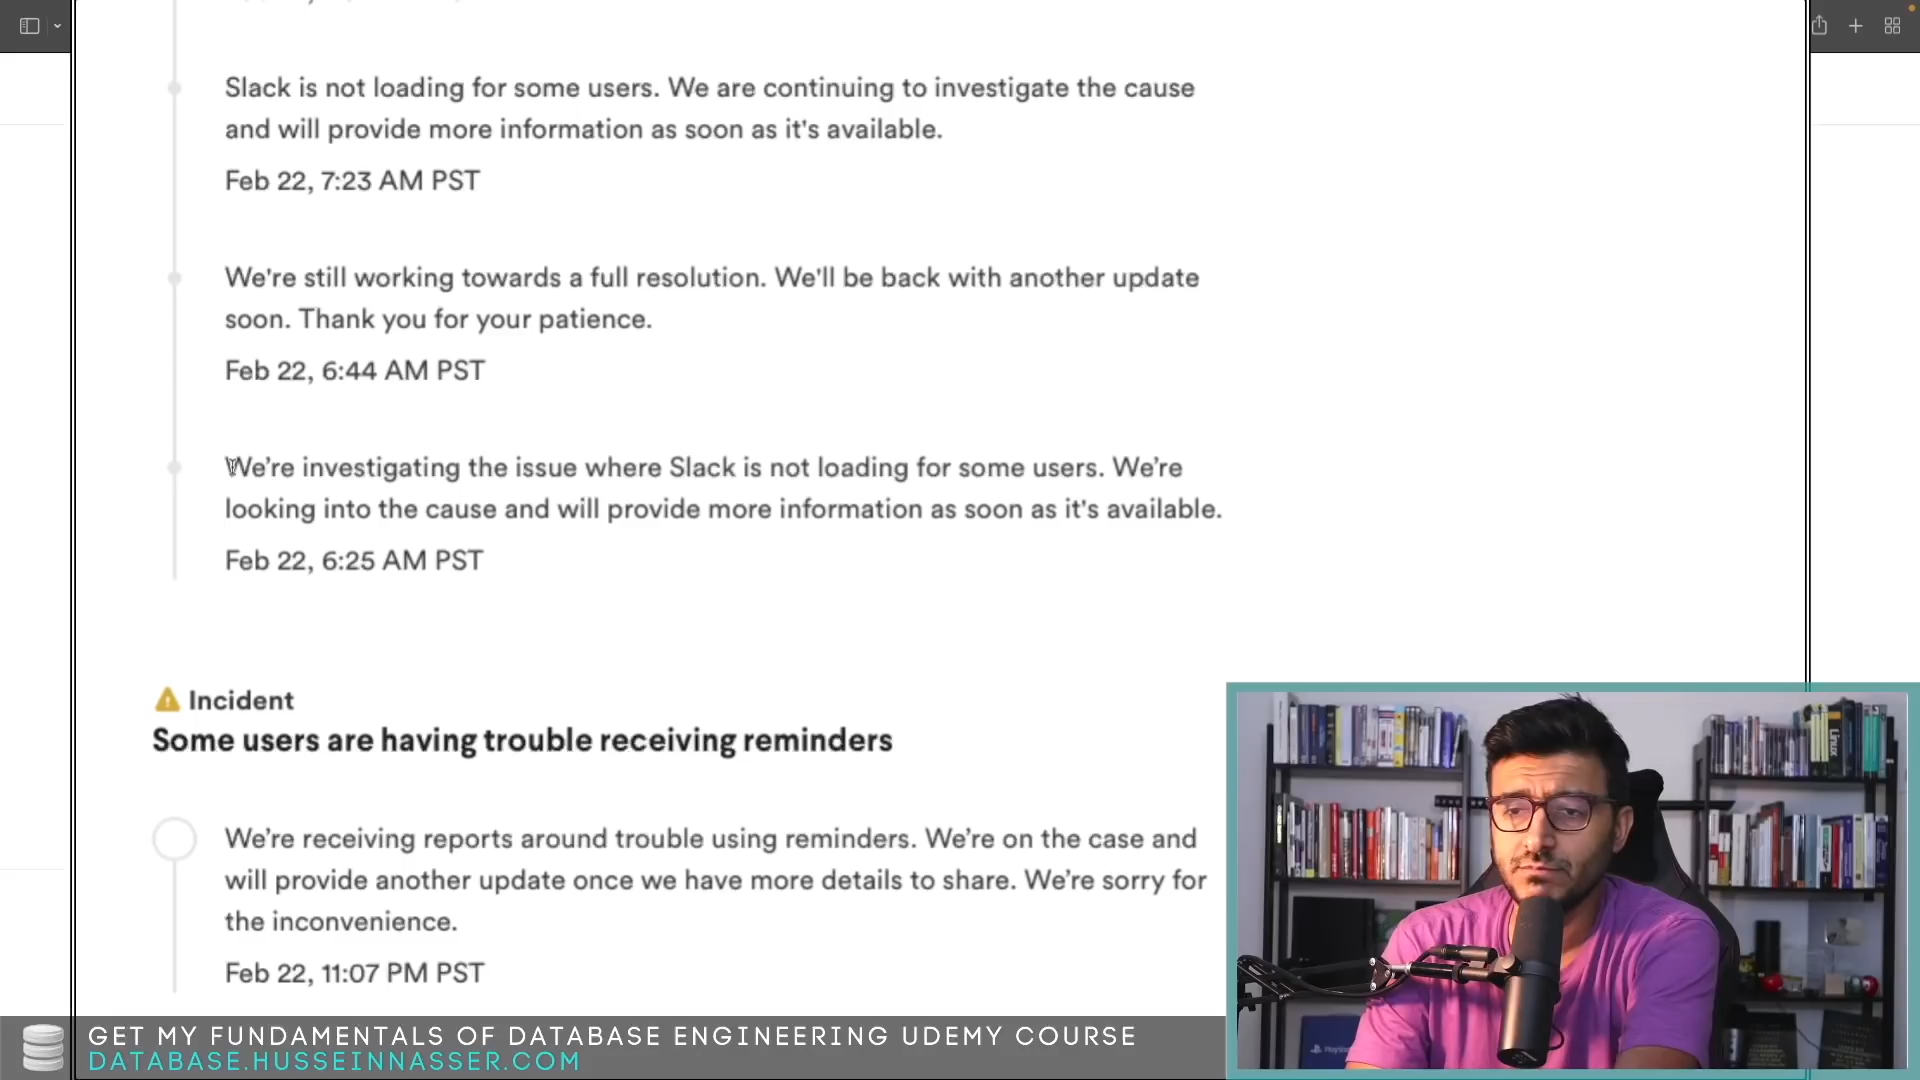 Slack is not loading for some users. We are continuing to investigate the cause
and will provide more information as soon as it's available.
Feb 22, 7:23 AM PST
We're still working towards a full resolution. We'll be back with another update
soon. Thank you for your patience.
Feb 22, 6:44 AM PST
We’re investigating the issue where Slack is not loading for some users. We’re
looking into the cause and will provide more information as soon as it's available.
Feb 22, 6:25 AM PST
Incident
Some users are having trouble receiving reminders
We’re receiving reports around trouble using reminders. We’re on the case and
will provide another update once we have more details to share. We’re sorry for
the inconvenience.
Feb 22, 11:07 PM PST
GET MY FUNDAMENTALS OF DATABASE ENGINEERING UDEMY COURSE
DATABASE.HUSSEINNASSER.COM
Linux
PlayStation